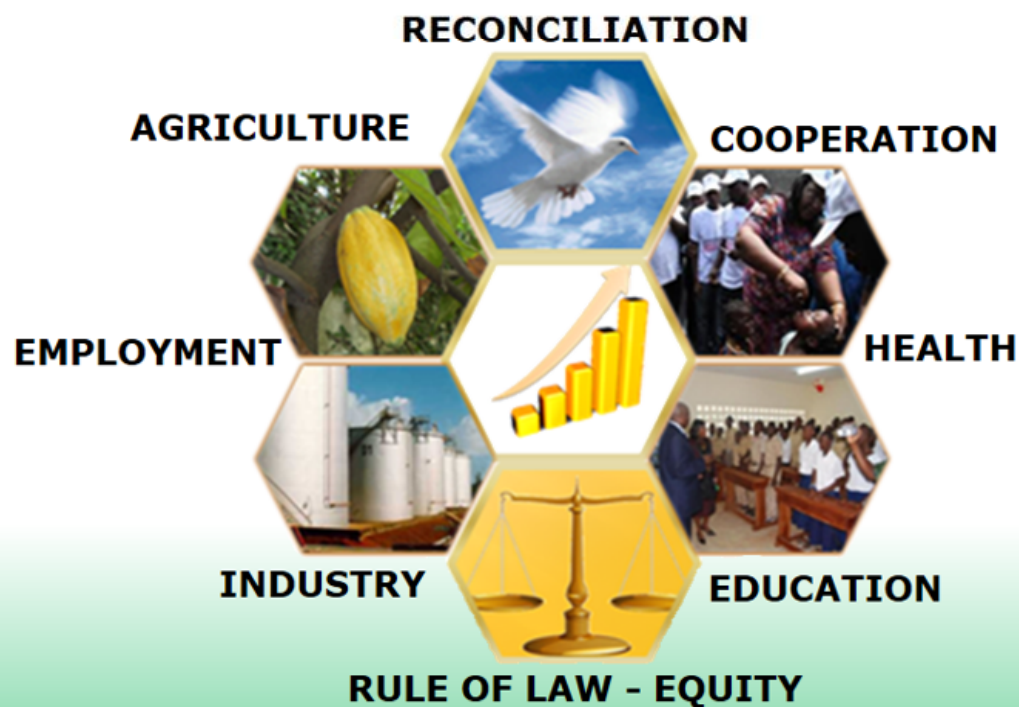 RECONCILIATION
AGRICULTURE
COOPERATION
EMPLOYMENT
HEALTH
INDUSTRY
EDUCATION
RULE OF LAW - EQUITY